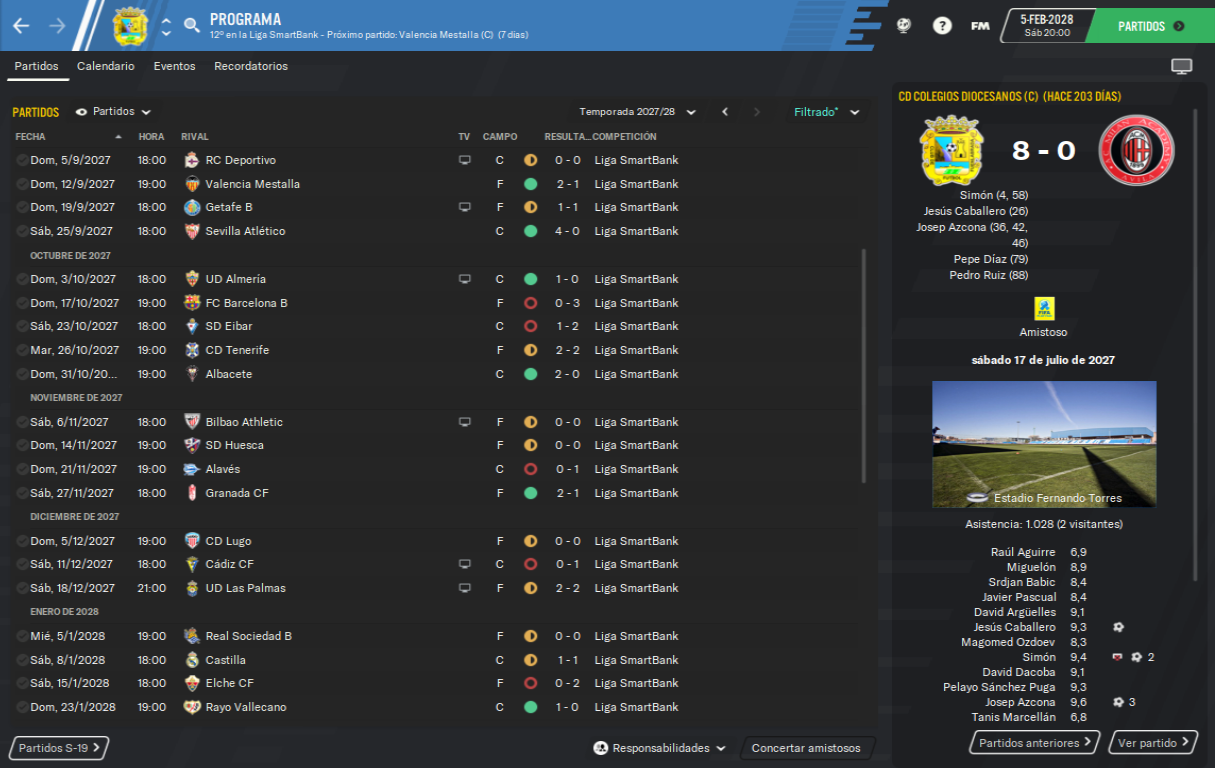 PROGRAMA
12º en la Liga SmartBank - Próximo partido: Valencia Mestalla (C) (7 días)
? FM 5-FEB-2028
Sáb 20:00
PARTIDOS
Partidos Calendario Eventos Recordatorios
PARTIDOS Partidos Temporada 2027/28 Filtrado*
FECHA HORA RIVAL TV CAMPO RESULTA... COMPETICIÓN
Dom, 5/9/2027 18:00 RC Deportivo C 0 - 0 Liga SmartBank
Dom, 12/9/2027 19:00 Valencia Mestalla F 2 - 1 Liga SmartBank
Dom, 19/9/2027 18:00 Getafe B F 1 - 1 Liga SmartBank
Sáb, 25/9/2027 18:00 Sevilla Atlético C 4 - 0 Liga SmartBank
OCTUBRE DE 2027
Dom, 3/10/2027 18:00 UD Almería C 1 - 0 Liga SmartBank
Dom, 17/10/2027 19:00 FC Barcelona B F 0 - 3 Liga SmartBank
Sáb, 23/10/2027 18:00 SD Eibar C 1 - 2 Liga SmartBank
Mar, 26/10/2027 19:00 CD Tenerife F 2 - 2 Liga SmartBank
Dom, 31/10/20... 19:00 Albacete C 2 - 0 Liga SmartBank
NOVIEMBRE DE 2027
Sáb, 6/11/2027 18:00 Bilbao Athletic F 0 - 0 Liga SmartBank
Dom, 14/11/2027 19:00 SD Huesca F 0 - 0 Liga SmartBank
Dom, 21/11/2027 19:00 Alavés C 0 - 1 Liga SmartBank
Sáb, 27/11/2027 18:00 Granada CF F 2 - 1 Liga SmartBank
DICIEMBRE DE 2027
Dom, 5/12/2027 19:00 CD Lugo F 0 - 0 Liga SmartBank
Sáb, 11/12/2027 18:00 Cádiz CF C 0 - 1 Liga SmartBank
Sáb, 18/12/2027 21:00 UD Las Palmas F 2 - 2 Liga SmartBank
ENERO DE 2028
Mié, 5/1/2028 19:00 Real Sociedad B F 0 - 0 Liga SmartBank
Sáb, 8/1/2028 18:00 Castilla C 1 - 1 Liga SmartBank
Sáb, 15/1/2028 18:00 Elche CF F 0 - 2 Liga SmartBank
Dom, 23/1/2028 19:00 Rayo Vallecano C 1 - 0 Liga SmartBank
Partidos S-19 Responsabilidades Concertar amistosos
CD COLEGIOS DIOCESANOS (C) (HACE 203 DÍAS)
8 - 0
Simón (4, 58)
Jesús Caballero (26)
Josep Azcona (36, 42,
46)
Pepe Díaz (79)
Pedro Ruiz (88)
Amistoso
sábado 17 de julio de 2027
Estadio Fernando Torres
Asistencia: 1.028 (2 visitantes)
Raúl Aguirre 6,9
Miguelón 8,9
Srdjan Babic 8,4
Javier Pascual 8,4
David Argüelles 9,1
Jesús Caballero 9,3
Magomed Ozdoev 8,3
Simón 9,4 2
David Dacoba 9,1
Pelayo Sánchez Puga 9,3
Josep Azcona 9,6 3
Tanis Marcellán 6,8
Partidos anteriores Ver partido